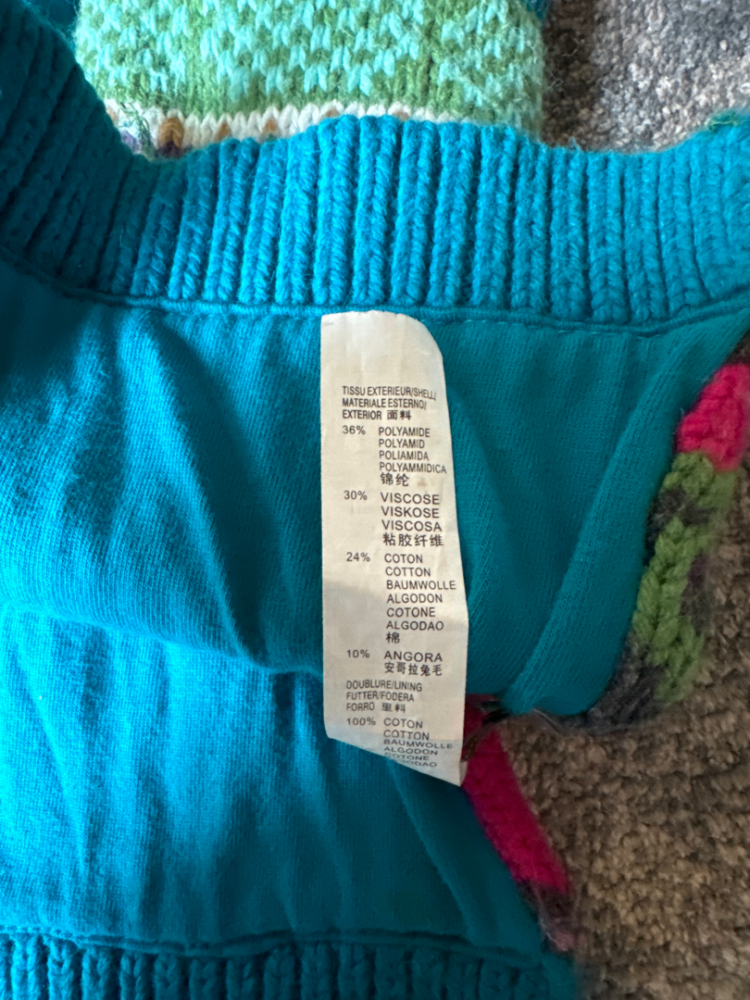 TISSU EXTERIEUR/SHELL/
MATERIALE ESTERNO/
EXTERIOR 面料
36% POLYAMIDE
POLYAMID
POLIAMIDA
POLYAMMIDICA
锦纶
30% VISCOSE
VISKOSE
VISCOSA
粘胶纤维
24% COTON
COTTON
BAUMWOLLE
ALGODON
COTONE
ALGODAO
棉
10% ANGORA
安哥拉兔毛
DOUBLURE/LINING
FUTTER/FODERA
FORRO 里料
100% COTON
COTTON
BAUMWOLLE
ALGODON
COTONE
ALGODAO